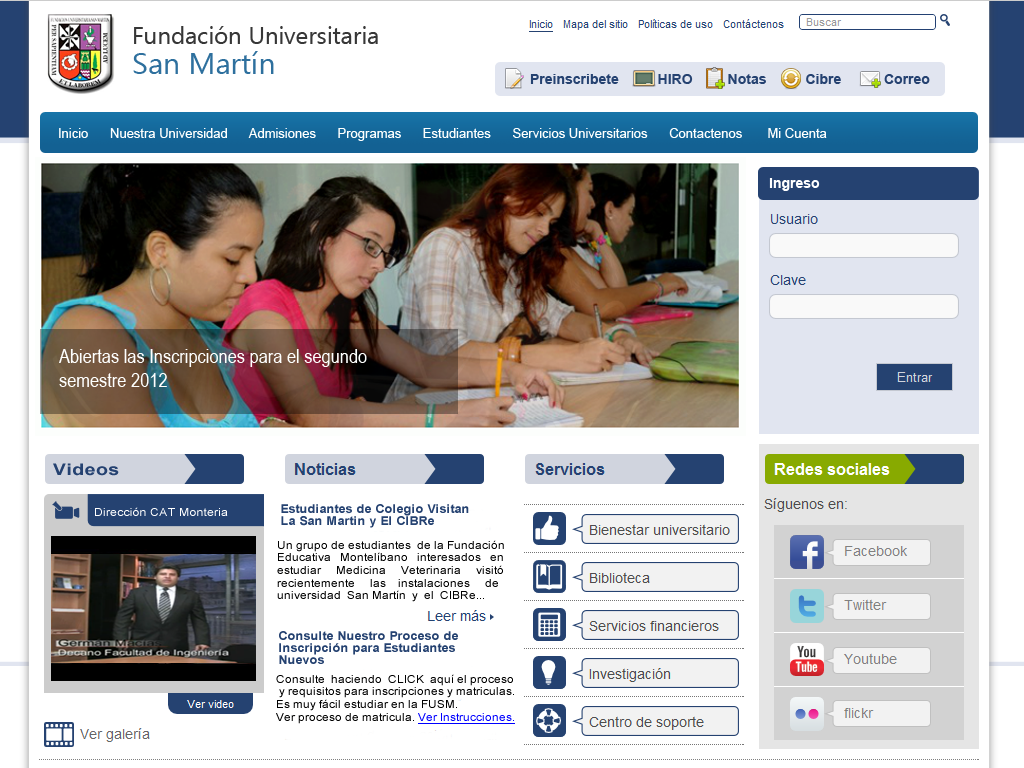 Inicio Mapa del sitio Políticas de uso Contáctenos Buscar
Fundación Universitaria
San Martín
Preinscribete HIRO Notas Cibre Correo
Inicio Nuestra Universidad Admisiones Programas Estudiantes Servicios Universitarios Contactenos Mi Cuenta
Abiertas las Inscripciones para el segundo
semestre 2012
Ingreso
Usuario
Clave
Entrar
Videos
Dirección CAT Monteria
German Macias
Decano Facultad de Ingeniería
Ver video
Ver galería
Noticias
Estudiantes de Colegio Visitan
La San Martin y El CIBRe
Un grupo de estudiantes de la Fundación
Educativa Montelíbano interesados en
estudiar Medicina Veterinaria visitó
recientemente las instalaciones de
universidad San Martín y el CIBRe...
Leer más
Consulte Nuestro Proceso de
Inscripción para Estudiantes
Nuevos
Consulte haciendo CLICK aquí el proceso
y requisitos para inscripciones y matriculas.
Es muy fácil estudiar en la FUSM.
Ver proceso de matricula. Ver Instrucciones.
Servicios
Bienestar universitario
Biblioteca
Servicios financieros
Investigación
Centro de soporte
Redes sociales
Síguenos en:
Facebook
Twitter
You
Tube
Youtube
flickr